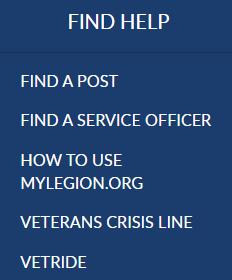 FIND HELP
FIND A POST
FIND A SERVICE OFFICER
HOW TO USE
MYLEGION.ORG
VETERANS CRISIS LINE
VETRIDE